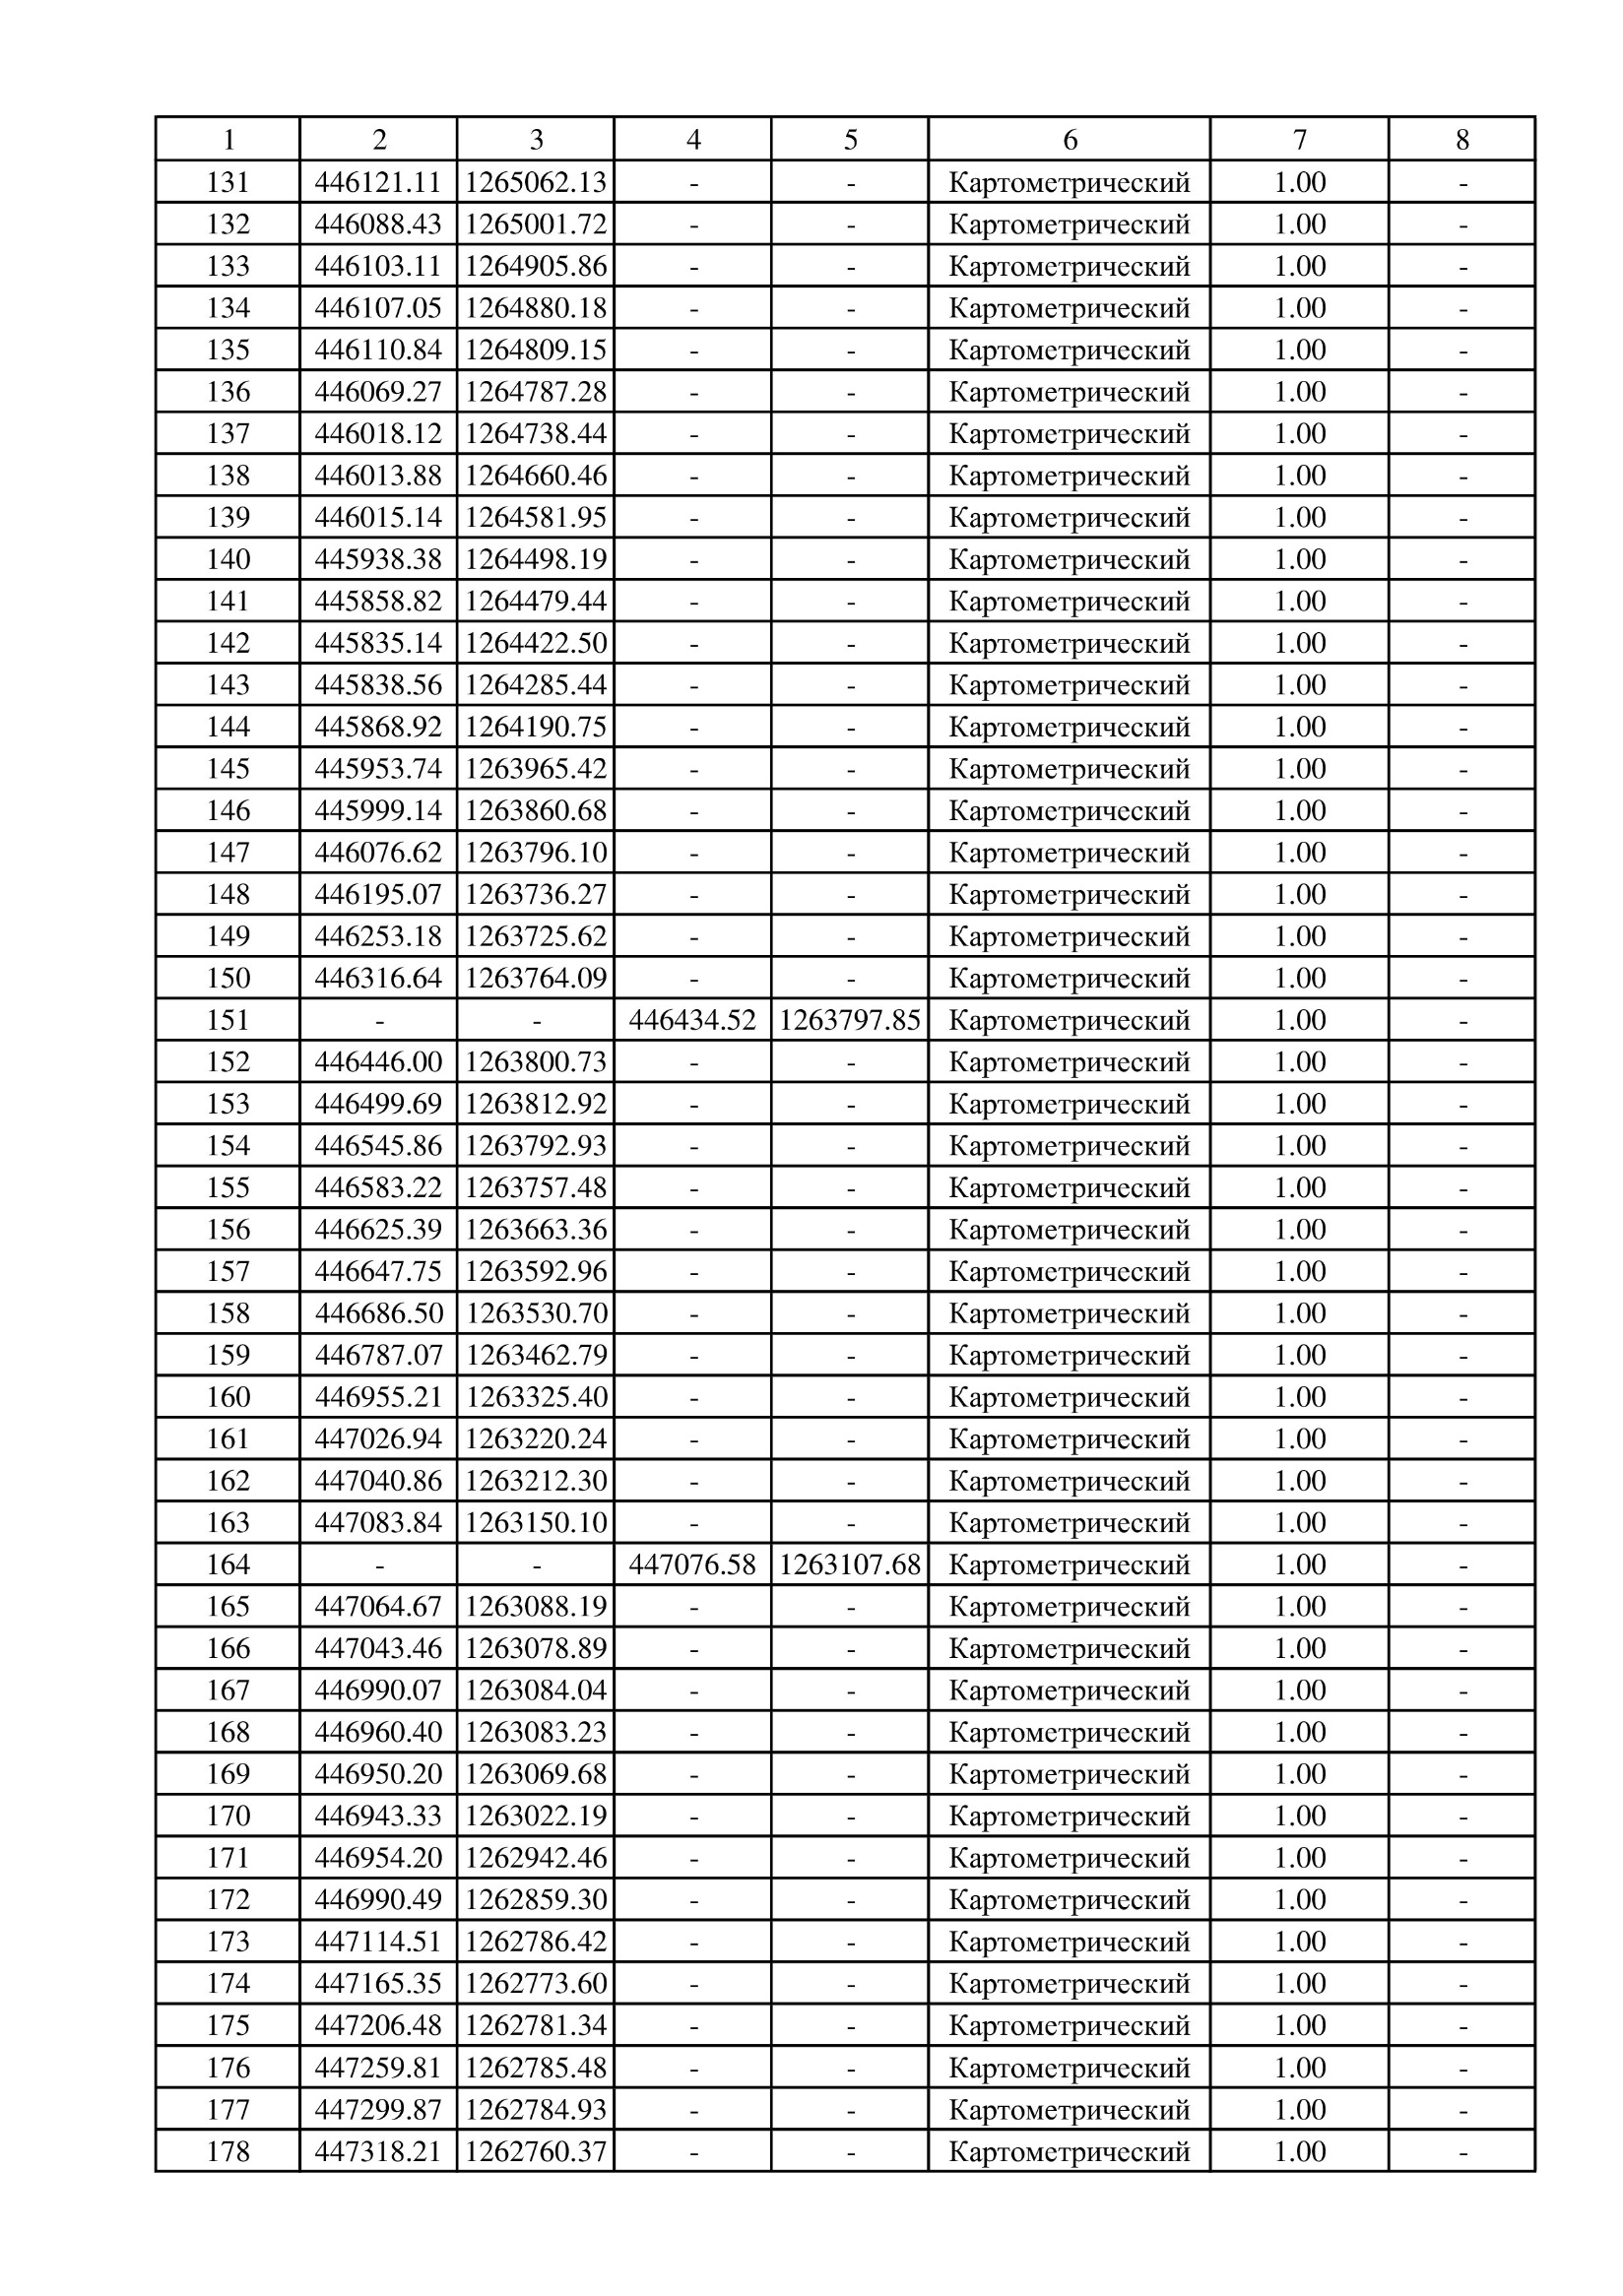 1 2 3 4 5 6 7 8
131 446121.11 1265062.13 - - Картометрический 1.00 -
132 446088.43 1265001.72 - - Картометрический 1.00 -
133 446103.11 1264905.86 - - Картометрический 1.00 -
134 446107.05 1264880.18 - - Картометрический 1.00 -
135 446110.84 1264809.15 - - Картометрический 1.00 -
136 446069.27 1264787.28 - - Картометрический 1.00 -
137 446018.12 1264738.44 - - Картометрический 1.00 -
138 446013.88 1264660.46 - - Картометрический 1.00 -
139 446015.14 1264581.95 - - Картометрический 1.00 -
140 445938.38 1264498.19 - - Картометрический 1.00 -
141 445858.82 1264479.44 - - Картометрический 1.00 -
142 445835.14 1264422.50 - - Картометрический 1.00 -
143 445838.56 1264285.44 - - Картометрический 1.00 -
144 445868.92 1264190.75 - - Картометрический 1.00 -
145 445953.74 1263965.42 - - Картометрический 1.00 -
146 445999.14 1263860.68 - - Картометрический 1.00 -
147 446076.62 1263796.10 - - Картометрический 1.00 -
148 446195.07 1263736.27 - - Картометрический 1.00 -
149 446253.18 1263725.62 - - Картометрический 1.00 -
150 446316.64 1263764.09 - - Картометрический 1.00 -
151 - - 446434.52 1263797.85 Картометрический 1.00 -
152 446446.00 1263800.73 - - Картометрический 1.00 -
153 446499.69 1263812.92 - - Картометрический 1.00 -
154 446545.86 1263792.93 - - Картометрический 1.00 -
155 446583.22 1263757.48 - - Картометрический 1.00 -
156 446625.39 1263663.36 - - Картометрический 1.00 -
157 446647.75 1263592.96 - - Картометрический 1.00 -
158 446686.50 1263530.70 - - Картометрический 1.00 -
159 446787.07 1263462.79 - - Картометрический 1.00 -
160 446955.21 1263325.40 - - Картометрический 1.00 -
161 447026.94 1263220.24 - - Картометрический 1.00 -
162 447040.86 1263212.30 - - Картометрический 1.00 -
163 447083.84 1263150.10 - - Картометрический 1.00 -
164 - - 447076.58 1263107.68 Картометрический 1.00 -
165 447064.67 1263088.19 - - Картометрический 1.00 -
166 447043.46 1263078.89 - - Картометрический 1.00 -
167 446990.07 1263084.04 - - Картометрический 1.00 -
168 446960.40 1263083.23 - - Картометрический 1.00 -
169 446950.20 1263069.68 - - Картометрический 1.00 -
170 446943.33 1263022.19 - - Картометрический 1.00 -
171 446954.20 1262942.46 - - Картометрический 1.00 -
172 446990.49 1262859.30 - - Картометрический 1.00 -
173 447114.51 1262786.42 - - Картометрический 1.00 -
174 447165.35 1262773.60 - - Картометрический 1.00 -
175 447206.48 1262781.34 - - Картометрический 1.00 -
176 447259.81 1262785.48 - - Картометрический 1.00 -
177 447299.87 1262784.93 - - Картометрический 1.00 -
178 447318.21 1262760.37 - - Картометрический 1.00 -